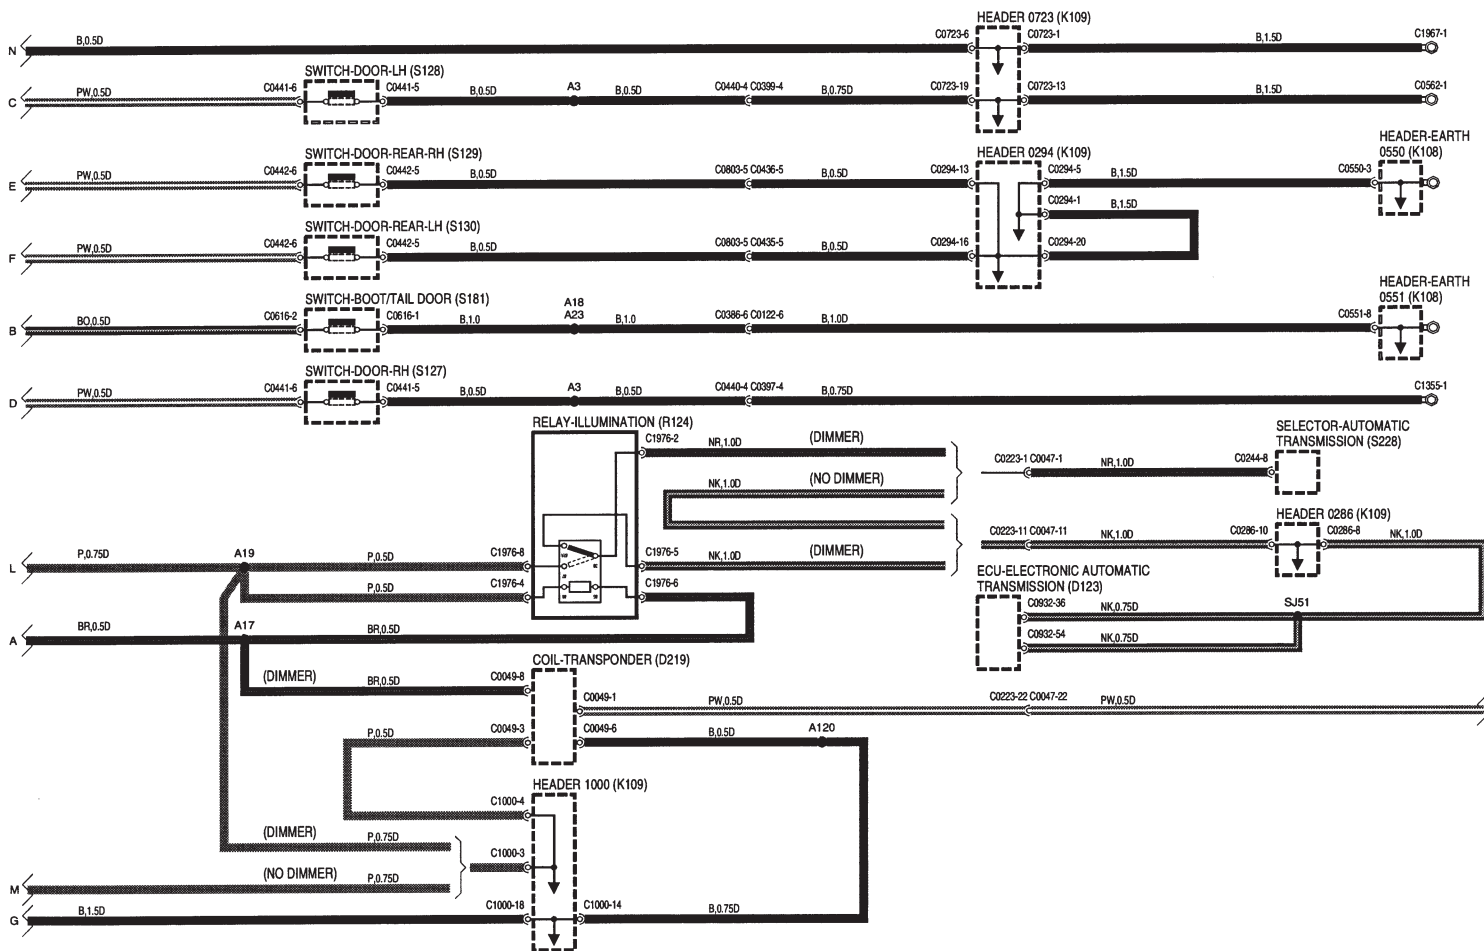 HEADER 0723 (K109)
N
B,0.5D
C0723-6
C0723-1
B,1.5D
C1967-1
SWITCH-DOOR-LH (S128)
C
PW,0.5D
C0441-6
C0441-5
B,0.5D
A3
B,0.5D
C0440-4 C0399-4
B,0.75D
C0723-19
C0723-13
B,1.5D
C0562-1
HEADER-EARTH
0550 (K108)
SWITCH-DOOR-REAR-RH (S129)
HEADER 0294 (K109)
E
PW,0.5D
C0442-6
C0442-5
B,0.5D
C0803-5 C0436-5
B,0.5D
C0294-13
C0294-5
B,1.5D
C0550-3
C0294-1
B,1.5D
SWITCH-DOOR-REAR-LH (S130)
F
PW,0.5D
C0442-6
C0442-5
B,0.5D
C0803-5 C0435-5
B,0.5D
C0294-16
C0294-20
HEADER-EARTH
0551 (K108)
SWITCH-BOOT/TAIL DOOR (S181)
B
BO,0.5D
C0616-2
C0616-1
B,1.0
A18
A23
B,1.0
C0386-6 C0122-6
B,1.0D
C0551-8
SWITCH-DOOR-RH (S127)
D
PW,0.5D
C0441-6
C0441-5
B,0.5D
A3
B,0.5D
C0440-4 C0397-4
B,0.75D
C1355-1
RELAY-ILLUMINATION (R124)
C1976-2
NR,1.0D
(DIMMER)
SELECTOR-AUTOMATIC
TRANSMISSION (S228)
C0223-1 C0047-1
NR,1.0D
C0244-8
NK,1.0D
(NO DIMMER)
HEADER 0286 (K109)
C0223-11 C0047-11
NK,1.0D
C0286-10
C0286-8
NK,1.0D
L
P,0.75D
A19
P,0.5D
C1976-8
C1976-5
NK,1.0D
(DIMMER)
P,0.5D
C1976-4
C1976-6
ECU-ELECTRONIC AUTOMATIC
TRANSMISSION (D123)
C0932-36
NK,0.75D
SJ51
C0932-54
NK,0.75D
A
BR,0.5D
A17
BR,0.5D
COIL-TRANSPONDER (D219)
(DIMMER)
BR,0.5D
C0049-8
C0049-1
PW,0.5D
C0223-22 C0047-22
PW,0.5D
P,0.5D
C0049-3
C0049-6
B,0.5D
A120
HEADER 1000 (K109)
C1000-4
(DIMMER)
P,0.75D
C1000-3
M
(NO DIMMER)
P,0.75D
G
B,1.5D
C1000-18
C1000-14
B,0.75D